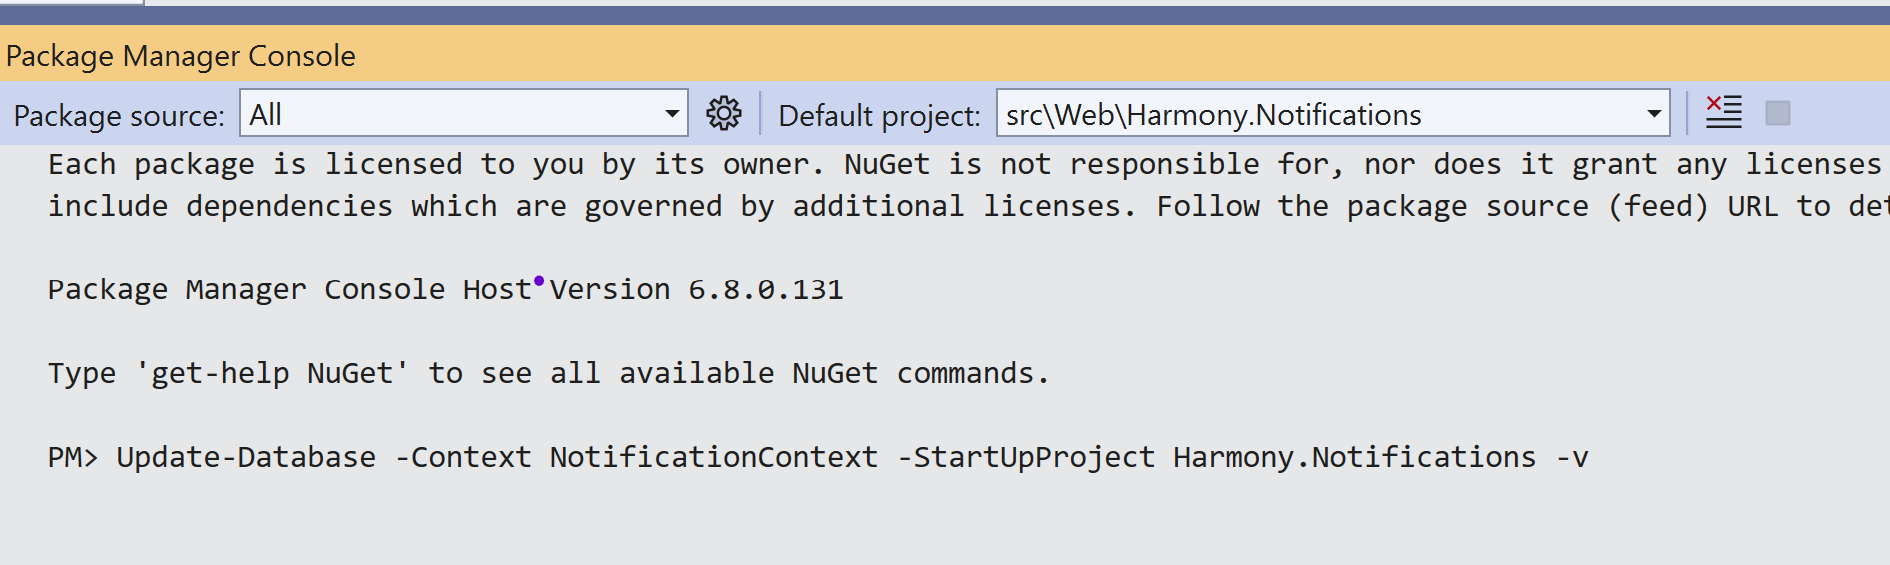 Package Manager Console
Package source: All Default project: src\Web\Harmony.Notifications
Each package is licensed to you by its owner. NuGet is not responsible for, nor does it grant any licenses
include dependencies which are governed by additional licenses. Follow the package source (feed) URL to det
Package Manager Console Host Version 6.8.0.131
Type 'get-help NuGet' to see all available NuGet commands.
PM> Update-Database -Context NotificationContext -StartUpProject Harmony.Notifications -v